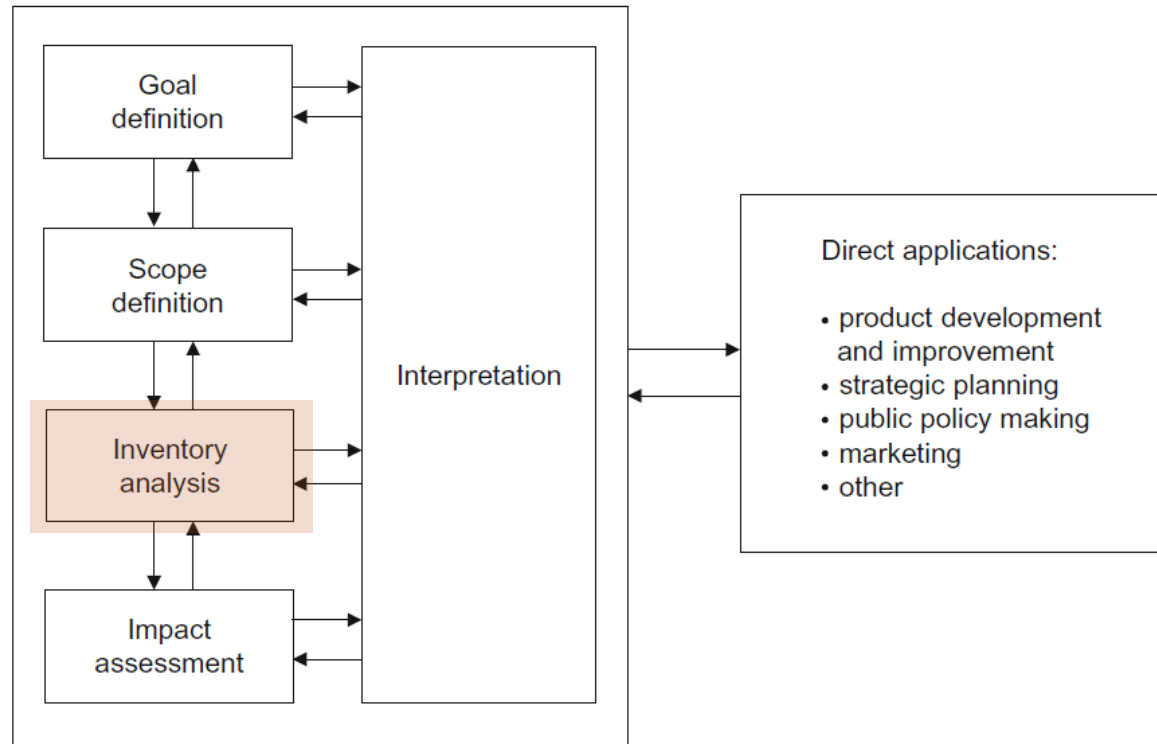 Goal
definition
Scope
definition
Inventory
analysis
Impact
assessment
Interpretation
Direct applications:
• product development
and improvement
• strategic planning
• public policy making
• marketing
• other